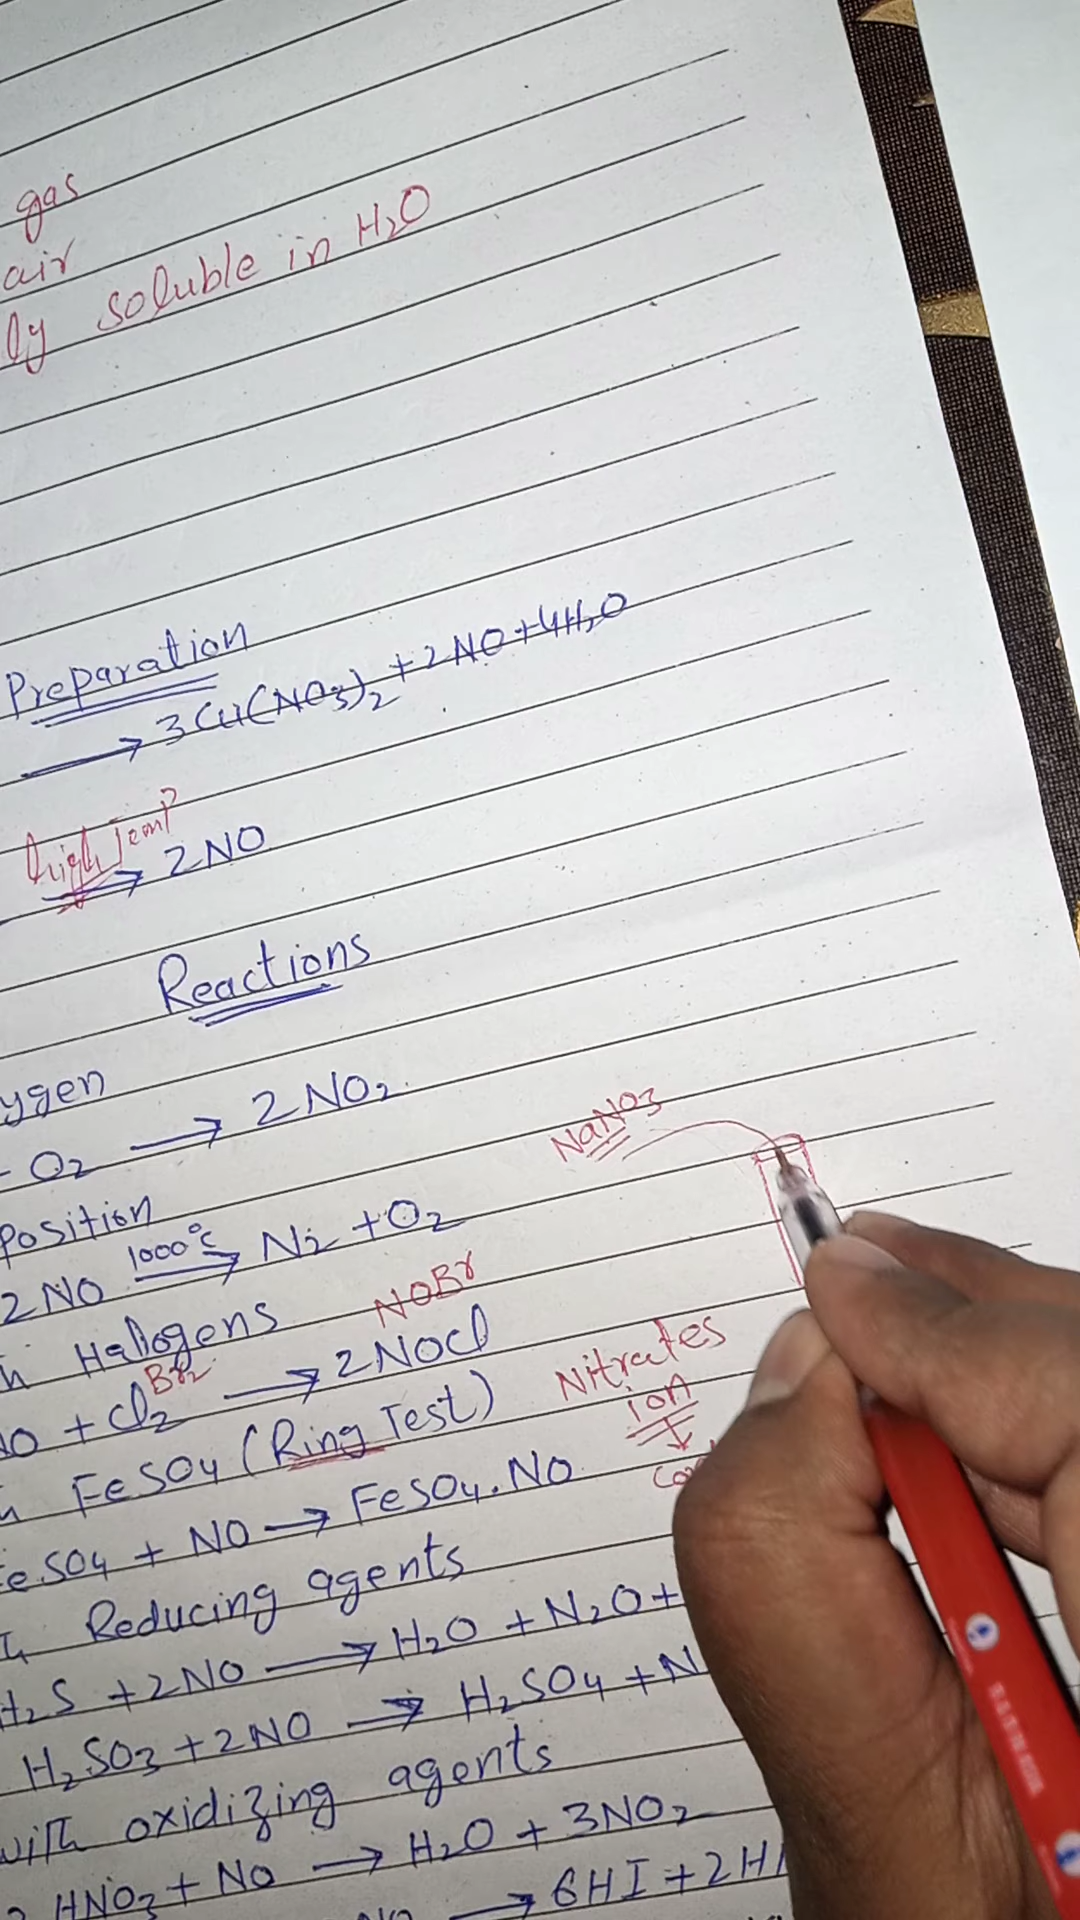 gas
air
ly soluble in H₂O
Preparation
⟶ 3Cu(NO₃)₂ + 2NO + 4H₂O
high Temp
⟶ 2NO
Reactions
ygen
O₂ ⟶ 2NO₂
NaNO₃
position
2NO 1000°C ⟶ N₂ + O₂
Halogens
NOBr
Br₂
NO + Cl₂ ⟶ 2NOCl
Nitrates
ion
FeSO₄ (Ring Test)
eSO₄ + NO ⟶ FeSO₄.NO
Reducing agents
H₂S + 2NO ⟶ H₂O + N₂O +
H₂SO₃ + 2NO ⟶ H₂SO₄ + N
with oxidizing agents
HNO₃ + NO ⟶ H₂O + 3NO₂
⟶ 6HI + 2H